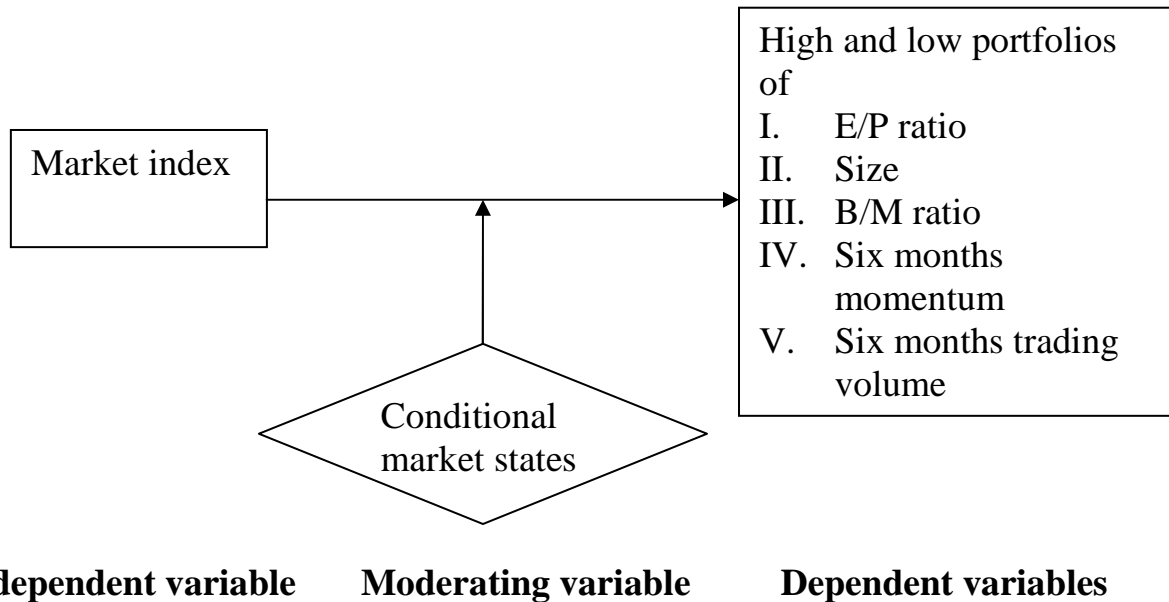 High and low portfolios
of
I. E/P ratio
II. Size
III. B/M ratio
IV. Six months
momentum
V. Six months trading
volume
Market index
Conditional
market states
dependent variable Moderating variable Dependent variables